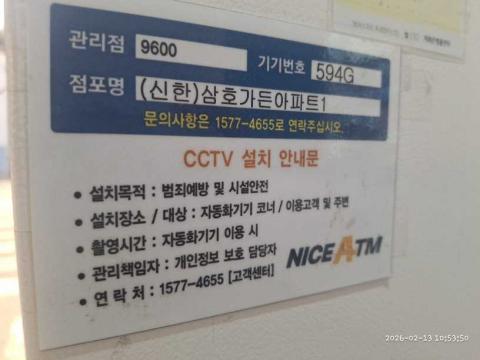 관리점 9600 기기번호 594G
점포명 (신한)삼호가든아파트1
문의사항은 1577-4655로 연락주십시오.
CCTV 설치 안내문
• 설치목적 : 범죄예방 및 시설안전
• 설치장소 / 대상 : 자동화기기 코너 / 이용고객 및 주변
• 촬영시간 : 자동화기기 이용 시
• 관리책임자 : 개인정보 보호 담당자
• 연 락 처 : 1577-4655 [고객센터]
NICE ATM
2026-02-13 10:53:50